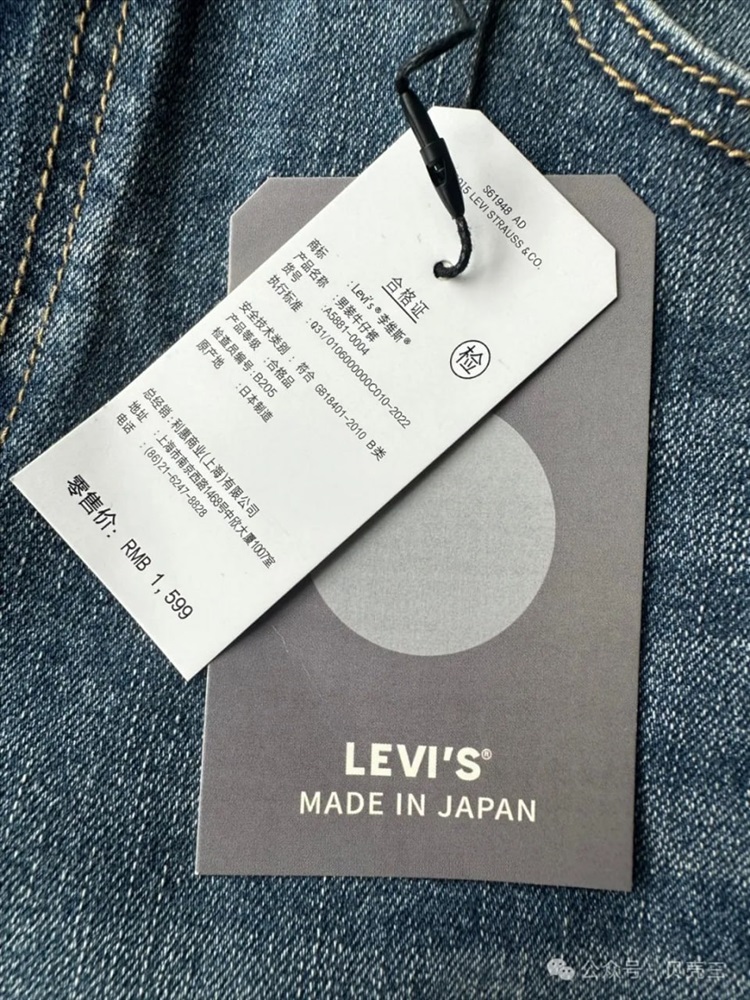 S61948 AD
2015 LEVI STRAUSS & CO.
合格证
商标 : Levi's®李维斯®
产品名称 : 男装牛仔裤
货号 : A5881-0004
执行标准 : 031/0106000000C010-2022
安全技术类别 : 符合 GB18401-2010 B类
产品等级 : 合格品
检查员编号 : B205
原产地 : 日本制造
检
总经销 : 利惠商业(上海)有限公司
地址 : 上海市南京西路1468号中欣大厦1007室
电话 : (86)21-6247-8828
零售价: RMB 1,599
LEVI'S®
MADE IN JAPAN
公众号